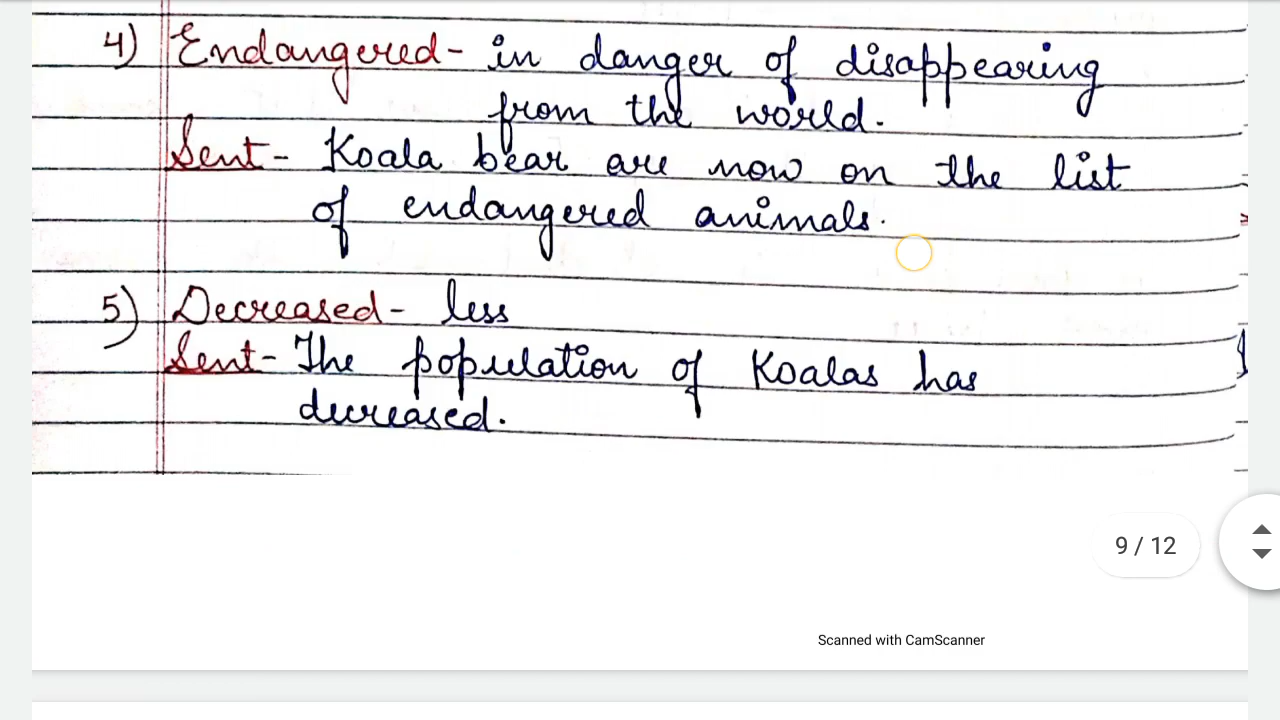 4) Endangered- in danger of disappearing
from the world.
Sent- Koala bear are now on the list
of endangered animals.
5) Decreased- less
Sent- The population of Koalas has
decreased.
9 / 12
Scanned with CamScanner